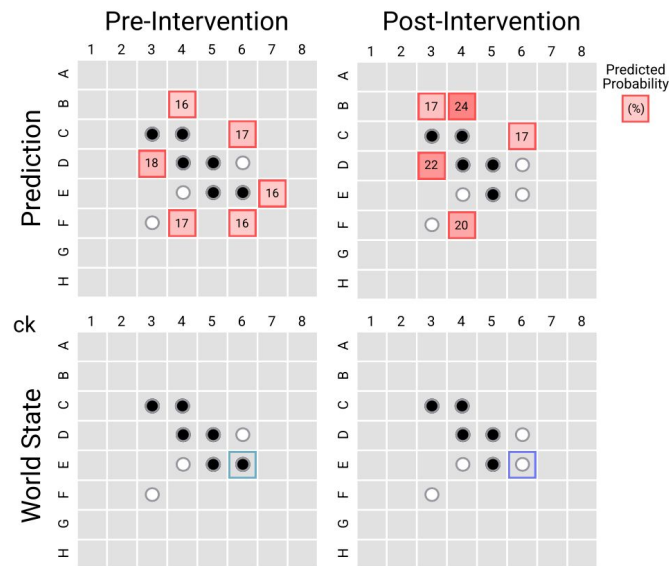 Pre-Intervention Post-Intervention
1 2 3 4 5 6 7 8 1 2 3 4 5 6 7 8
Predicted
Probability
(%)
Prediction
A A
B 16 B 17 24
C 17 C 17
D 18 D 22
E 16 E
F 17 16 F 20
G G
H H
ck
1 2 3 4 5 6 7 8 1 2 3 4 5 6 7 8
World State
A A
B B
C C
D D
E E
F F
G G
H H